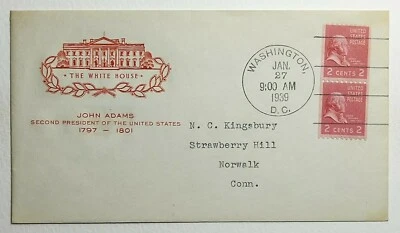 THE WHITE HOUSE
JOHN ADAMS
SECOND PRESIDENT OF THE UNITED STATES
1797 – 1801
WASHINGTON,
JAN.
27
9:00 AM
1939
D. C.
UNITED
STATES
POSTAGE
2 CENTS 2
UNITED
STATES
POSTAGE
2 CENTS 2
N. C. Kingsbury
Strawberry Hill
Norwalk
Conn.